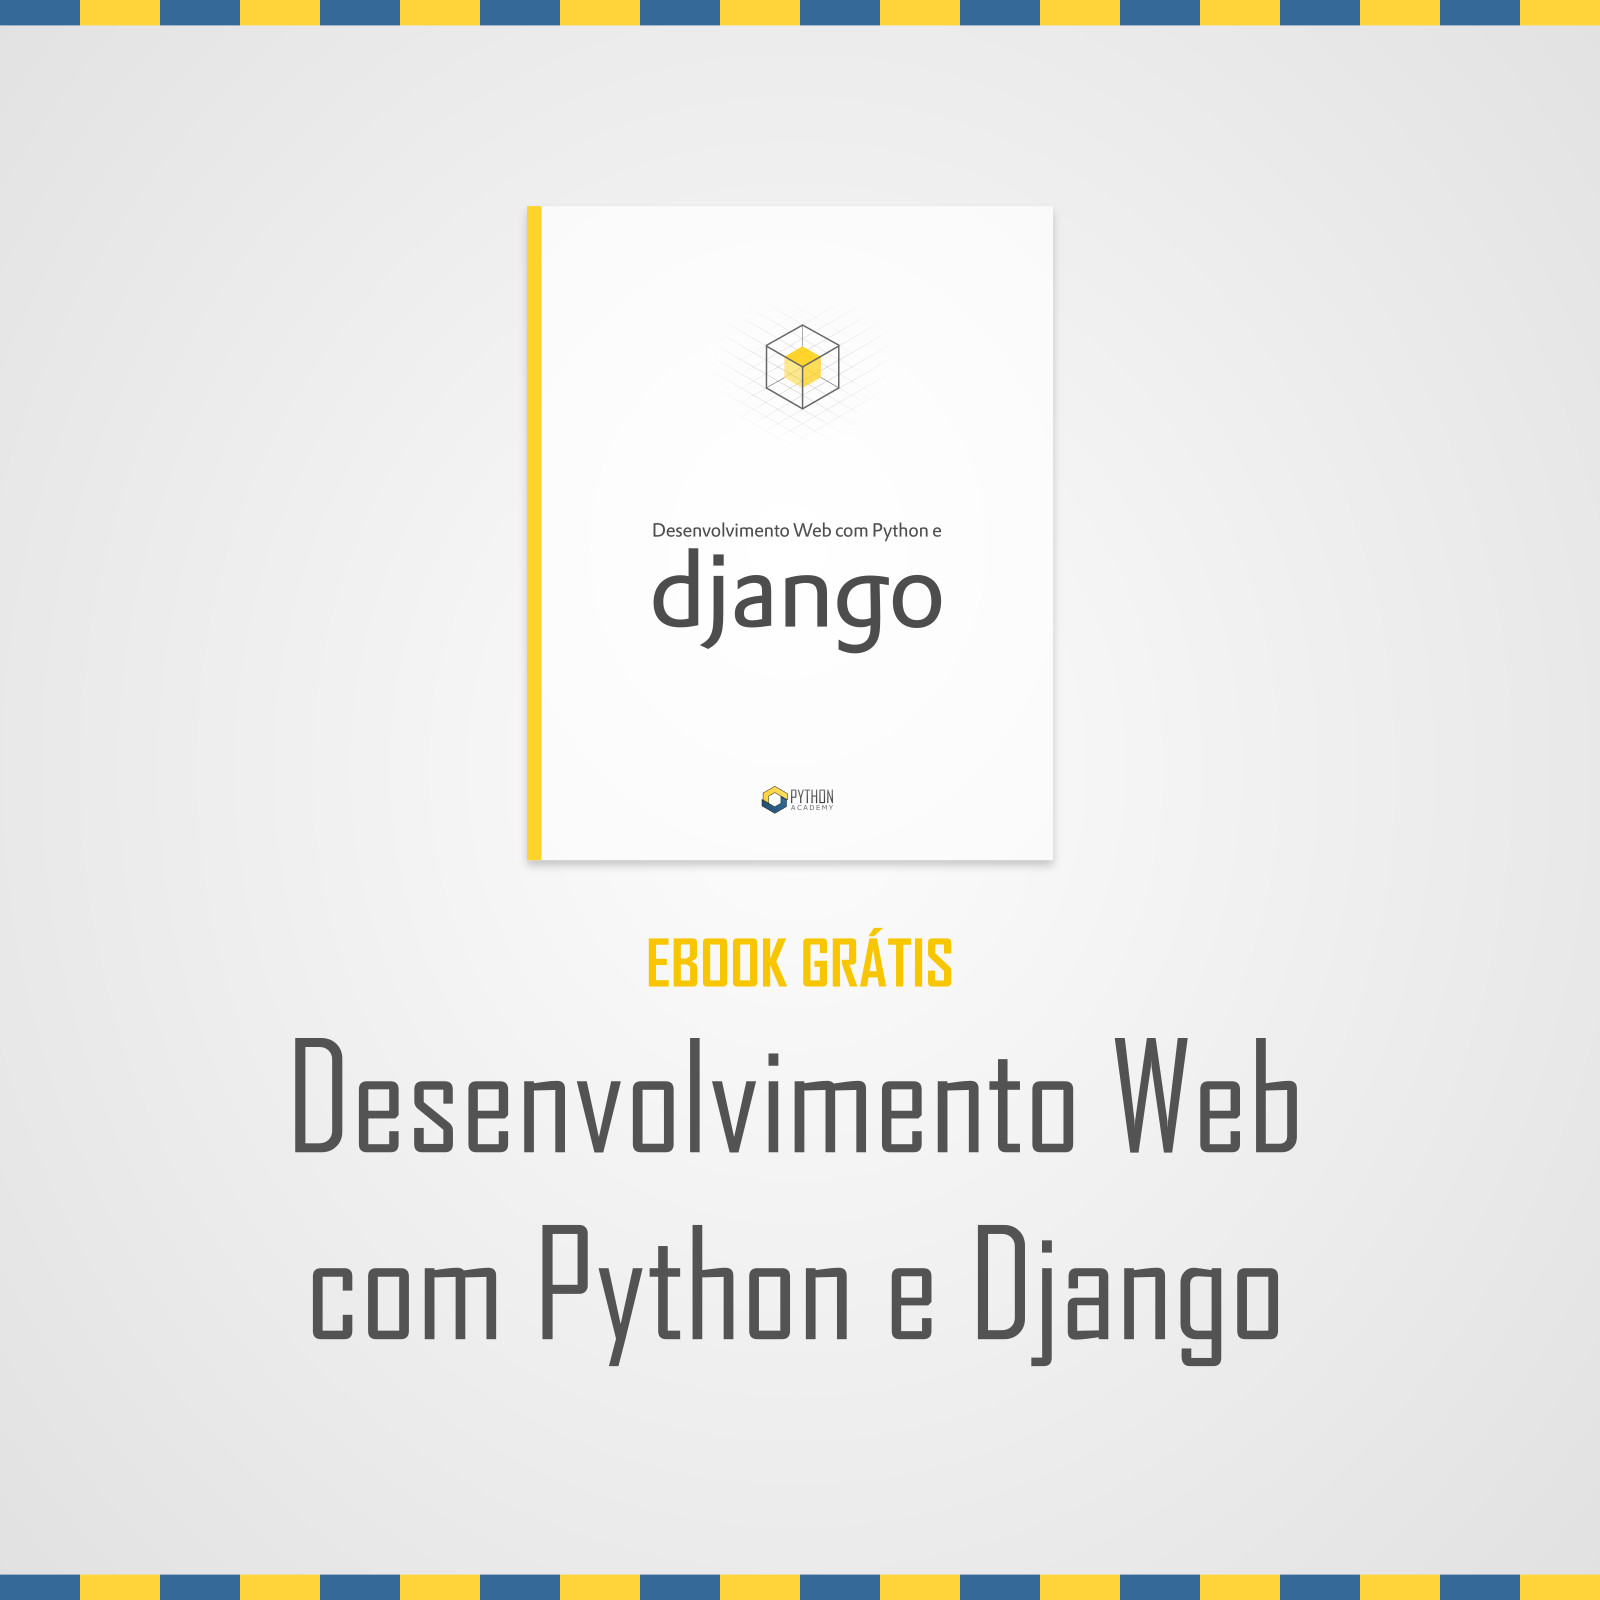 Desenvolvimento Web com Python e
django
PYTHON
ACADEMY
EBOOK GRÁTIS
Desenvolvimento Web
com Python e Django